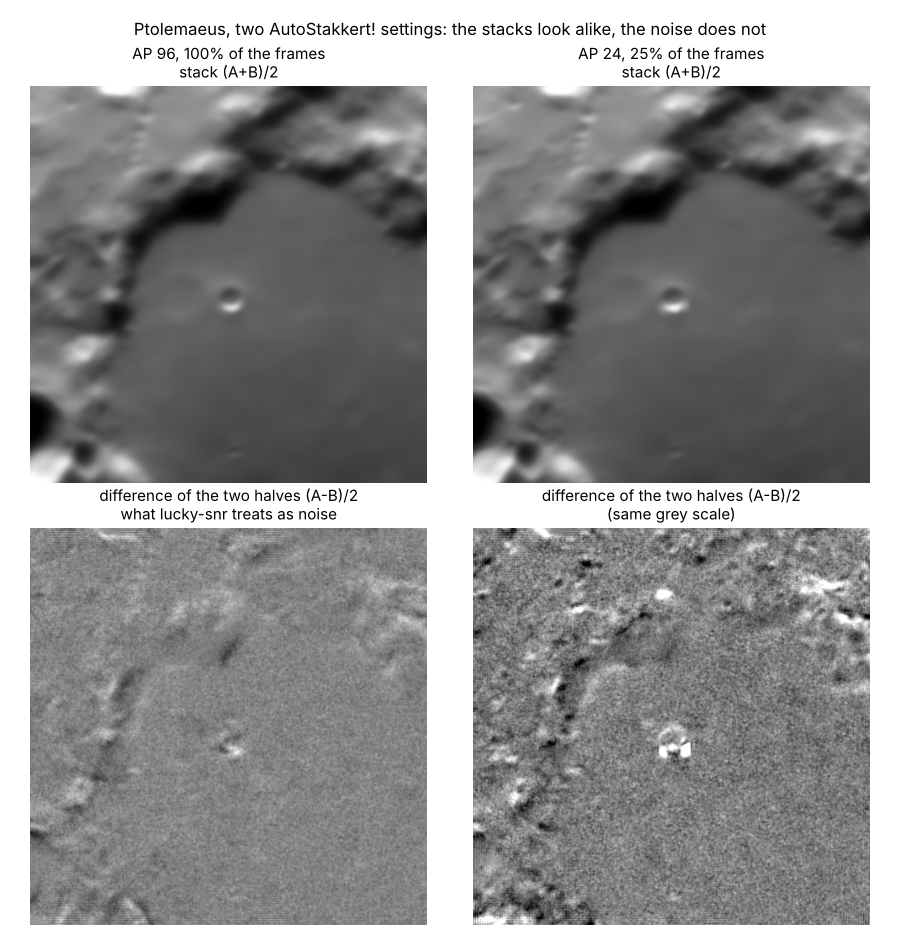 Ptolemaeus, two AutoStakkert! settings: the stacks look alike, the noise does not
AP 96, 100% of the frames
stack (A+B)/2
AP 24, 25% of the frames
stack (A+B)/2
difference of the two halves (A-B)/2
what lucky-snr treats as noise
difference of the two halves (A-B)/2
(same grey scale)